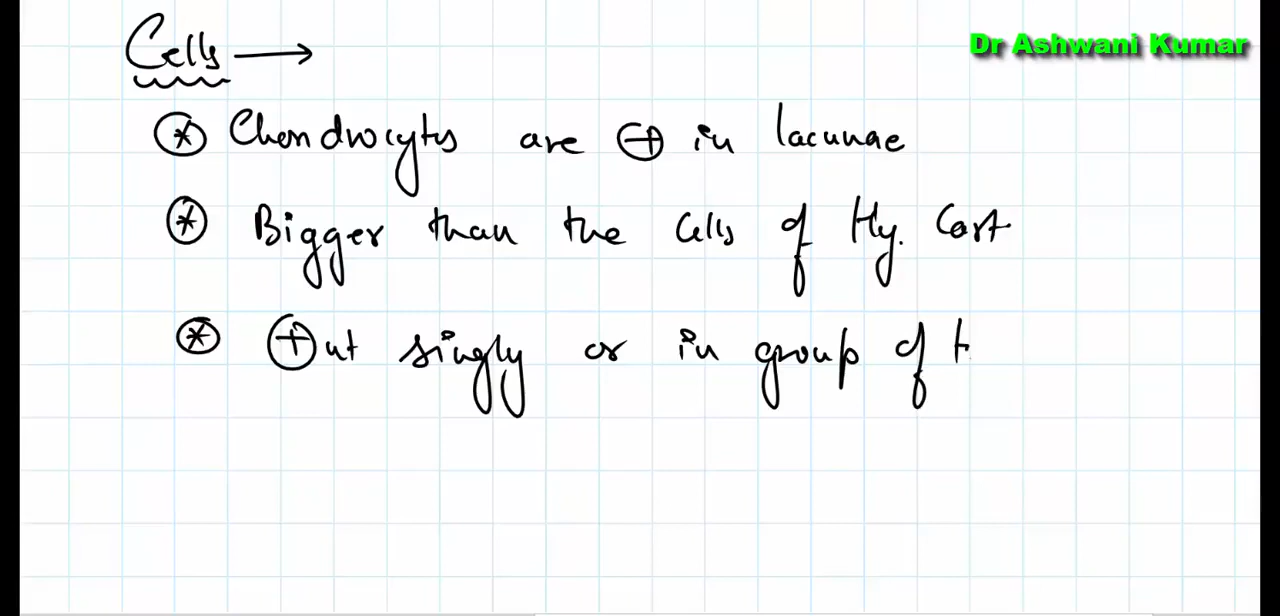 Cells →
Dr Ashwani Kumar
* Chondrocytes are ⊕ in lacunae
* Bigger than the Cells of Hy. Cart
* ⊕nt singly or in group of t